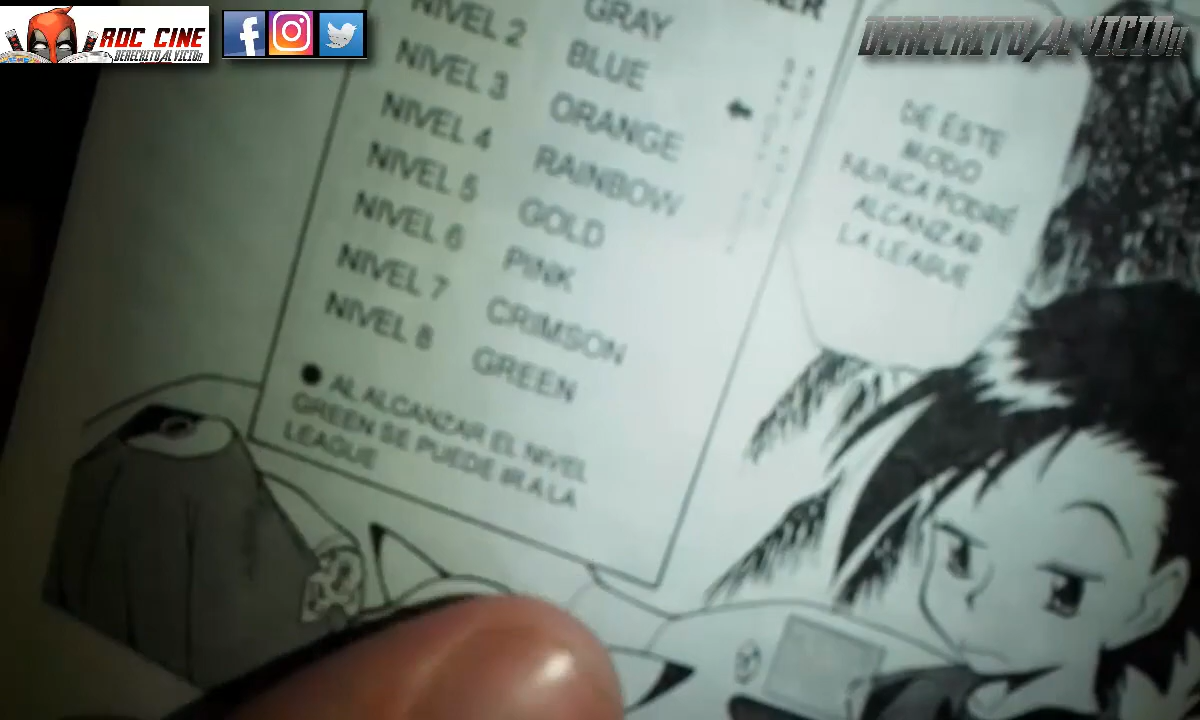 RDC CINE
DERECHITO AL VICIO!!
DERECHITO AL VICIO!!
NIVEL 2 GRAY
NIVEL 3 BLUE
NIVEL 4 ORANGE
NIVEL 5 RAINBOW
NIVEL 6 GOLD
NIVEL 7 PINK
NIVEL 8 CRIMSON
GREEN
AL ALCANZAR EL NIVEL
GREEN SE PUEDE IR A LA
LEAGUE
DE ESTE
MODO
NUNCA PODRÉ
ALCANZAR
LA LEAGUE